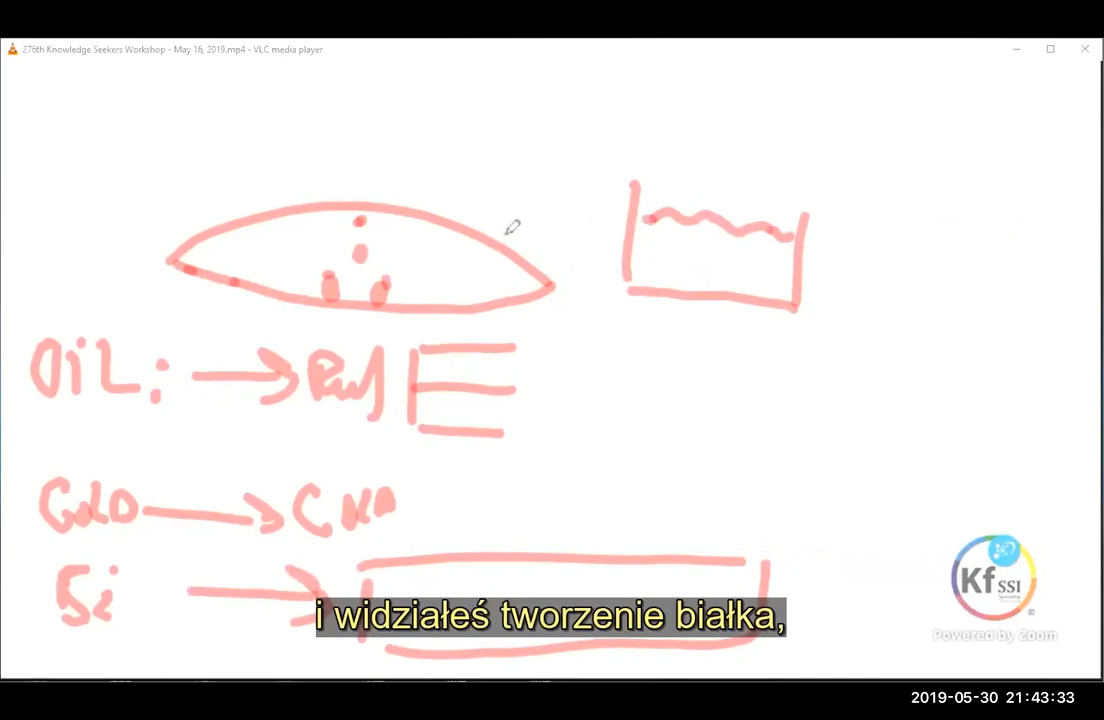 276th Knowledge Seekers Workshop - May 16, 2019.mp4 - VLC media player
OiL:
GOLD
Si
i widziałeś tworzenie białka,
Kf SSI
Powered by Zoom
2019-05-30 21:43:33